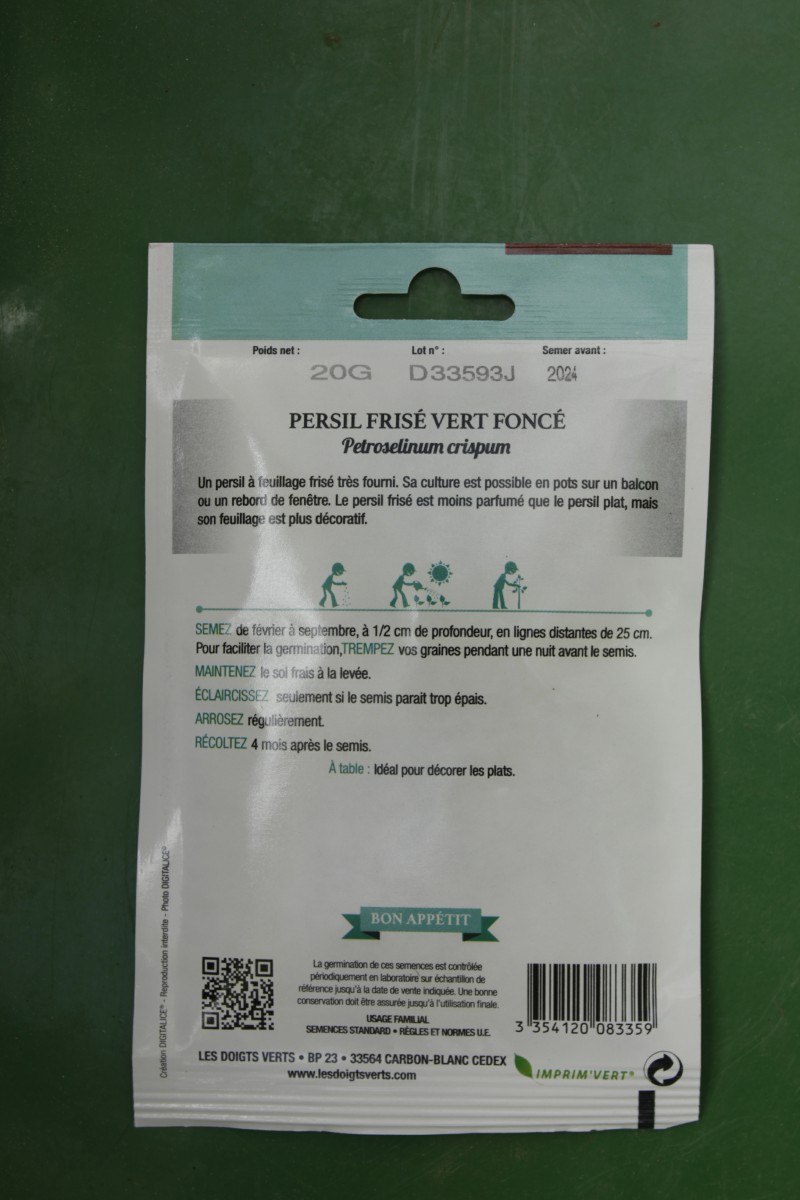 Poids net : Lot n° : Semer avant :
20G D33593J 2024
PERSIL FRISÉ VERT FONCÉ
Petroselinum crispum
Un persil à feuillage frisé très fourni. Sa culture est possible en pots sur un balcon
ou un rebord de fenêtre. Le persil frisé est moins parfumé que le persil plat, mais
son feuillage est plus décoratif.
SEMEZ de février à septembre, à 1/2 cm de profondeur, en lignes distantes de 25 cm.
Pour faciliter la germination,TREMPEZ vos graines pendant une nuit avant le semis.
MAINTENEZ le sol frais à la levée.
ÉCLAIRCISSEZ seulement si le semis parait trop épais.
ARROSEZ régulièrement.
RÉCOLTEZ 4 mois après le semis.
À table : Idéal pour décorer les plats.
Création DIGITALICE® - Reproduction interdite - Photo DIGITALICE®
BON APPÉTIT
La germination de ces semences est contrôlée
périodiquement en laboratoire sur échantillon de
référence jusqu'à la date de vente indiquée. Une bonne
conservation doit être assurée jusqu'à l'utilisation finale.
USAGE FAMILIAL
SEMENCES STANDARD • RÈGLES ET NORMES U.E.
3 354120 083359
LES DOIGTS VERTS • BP 23 • 33564 CARBON-BLANC CEDEX
www.lesdoigtsverts.com
IMPRIM'VERT®